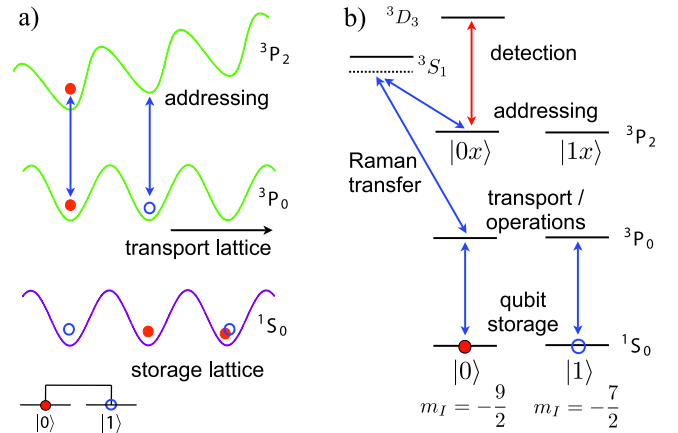 a)
³P₂
addressing
³P₀
transport lattice
¹S₀
storage lattice
|0⟩ |1⟩
b)
³D₃
detection
³S₁
addressing
|0x⟩ |1x⟩ ³P₂
Raman
transfer
transport /
operations
³P₀
qubit
storage
¹S₀
|0⟩ |1⟩
m_I = −9/2 m_I = −7/2